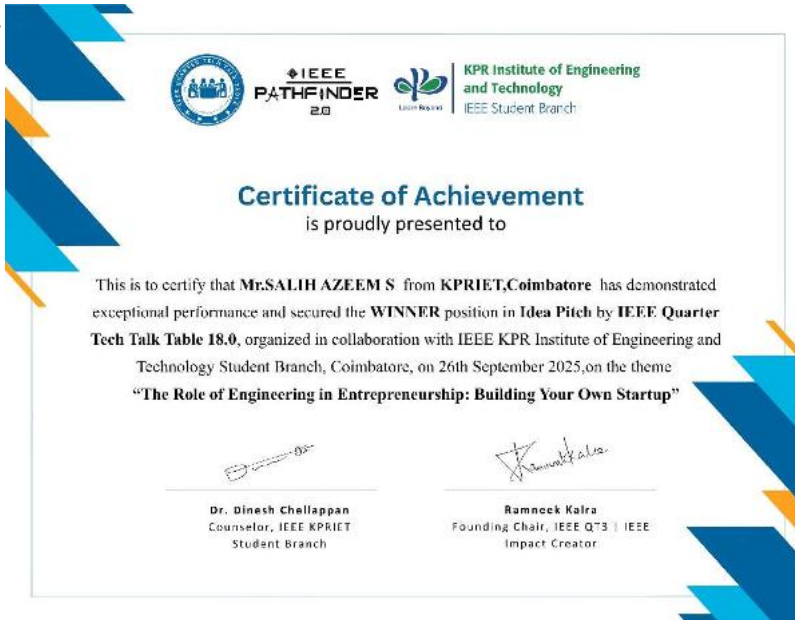 IEEE
PATHFINDER
2.0
Learn Beyond
KPR Institute of Engineering
and Technology
IEEE Student Branch
Certificate of Achievement
is proudly presented to
This is to certify that Mr.SALIH AZEEM S from KPRIET,Coimbatore has demonstrated
exceptional performance and secured the WINNER position in Idea Pitch by IEEE Quarter
Tech Talk Table 18.0, organized in collaboration with IEEE KPR Institute of Engineering and
Technology Student Branch, Coimbatore, on 26th September 2025,on the theme
“The Role of Engineering in Entrepreneurship: Building Your Own Startup”
Ramneekkalra
Dr. Dinesh Chellappan
Counselor, IEEE KPRIET
Student Branch
Ramneek Kalra
Founding Chair, IEEE QT3 | IEEE
Impact Creator